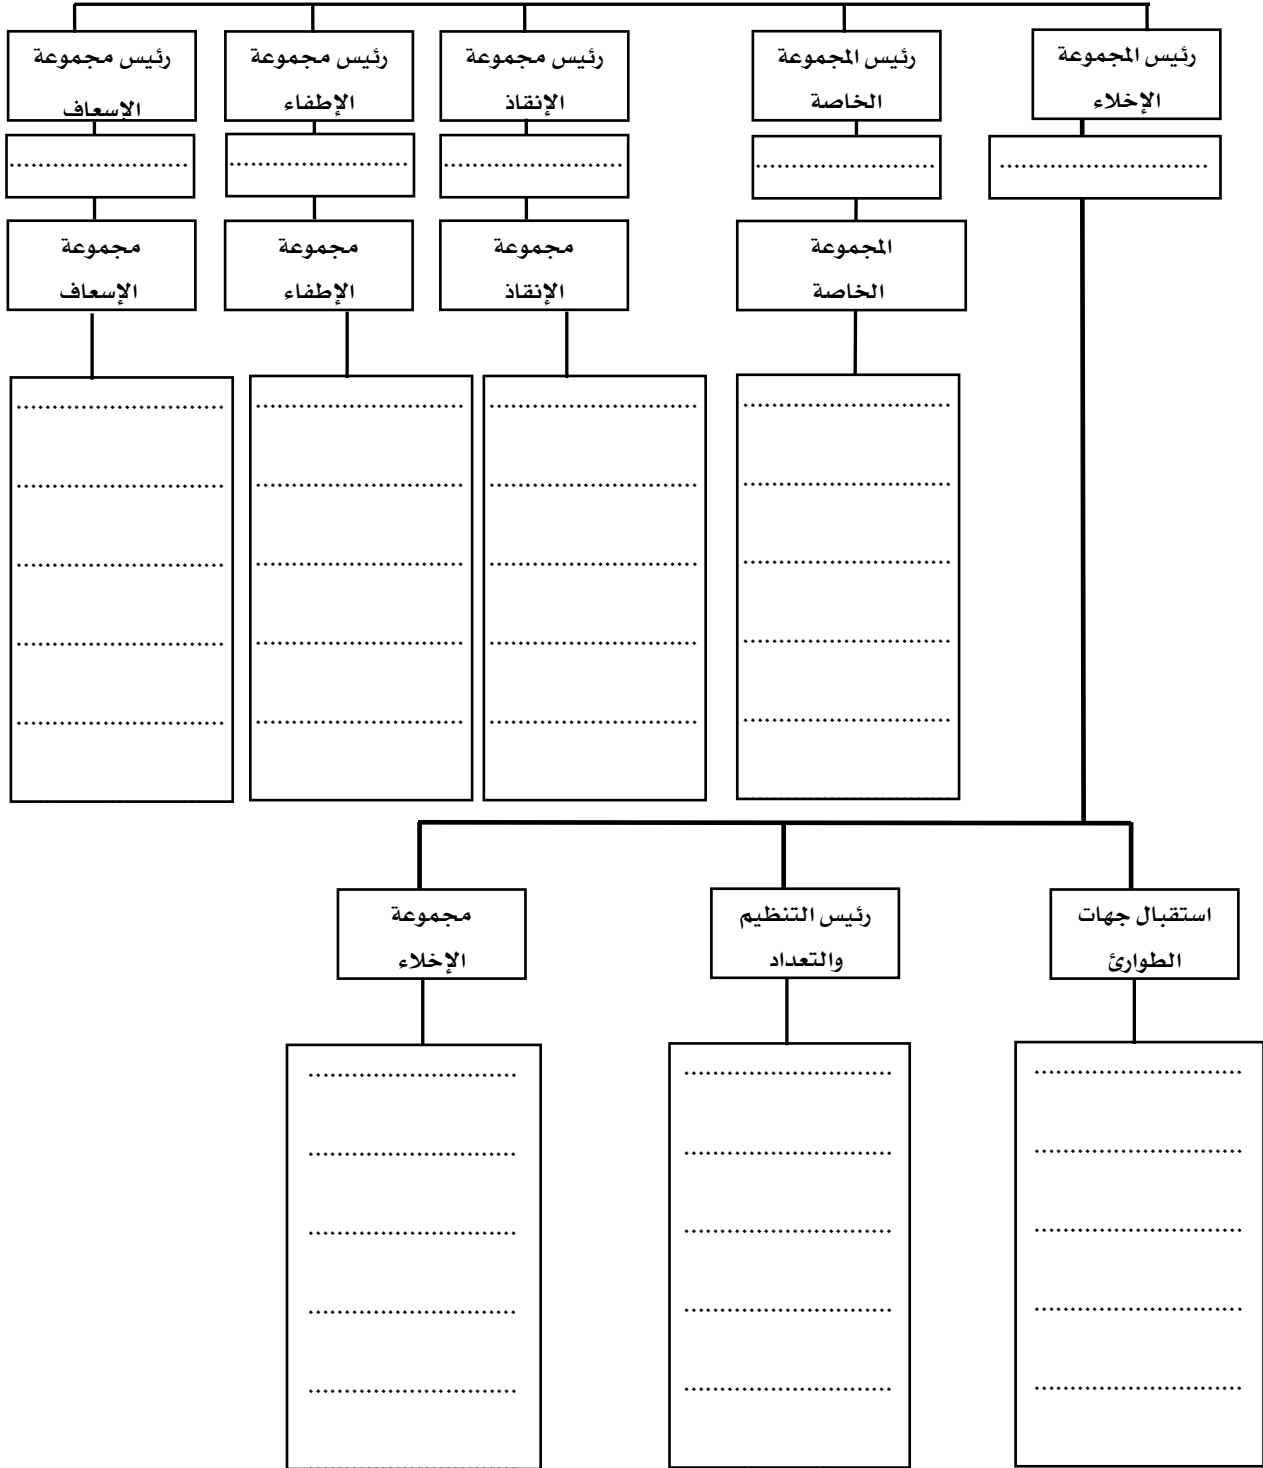 رئيس المجموعة
الإخلاء
رئيس المجموعة
الخاصة
رئيس مجموعة
الإنقاذ
رئيس مجموعة
الإطفاء
رئيس مجموعة
الإسعاف
المجموعة
الخاصة
مجموعة
الإنقاذ
مجموعة
الإطفاء
مجموعة
الإسعاف
استقبال جهات
الطوارئ
رئيس التنظيم
والتعداد
مجموعة
الإخلاء